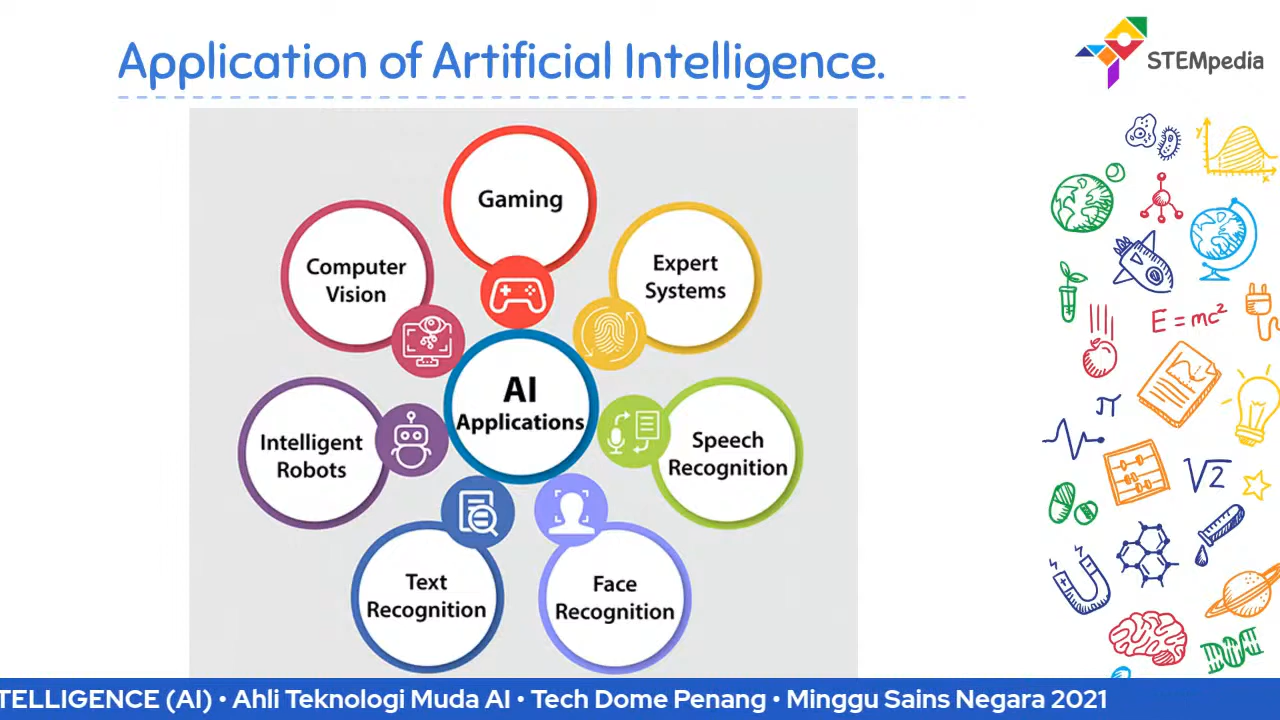 Application of Artificial Intelligence.
STEMpedia
Gaming
Computer
Vision
Expert
Systems
AI
Applications
Intelligent
Robots
Speech
Recognition
Text
Recognition
Face
Recognition
y
x
E=mc²
π
√2
TELLIGENCE (AI) • Ahli Teknologi Muda AI • Tech Dome Penang • Minggu Sains Negara 2021